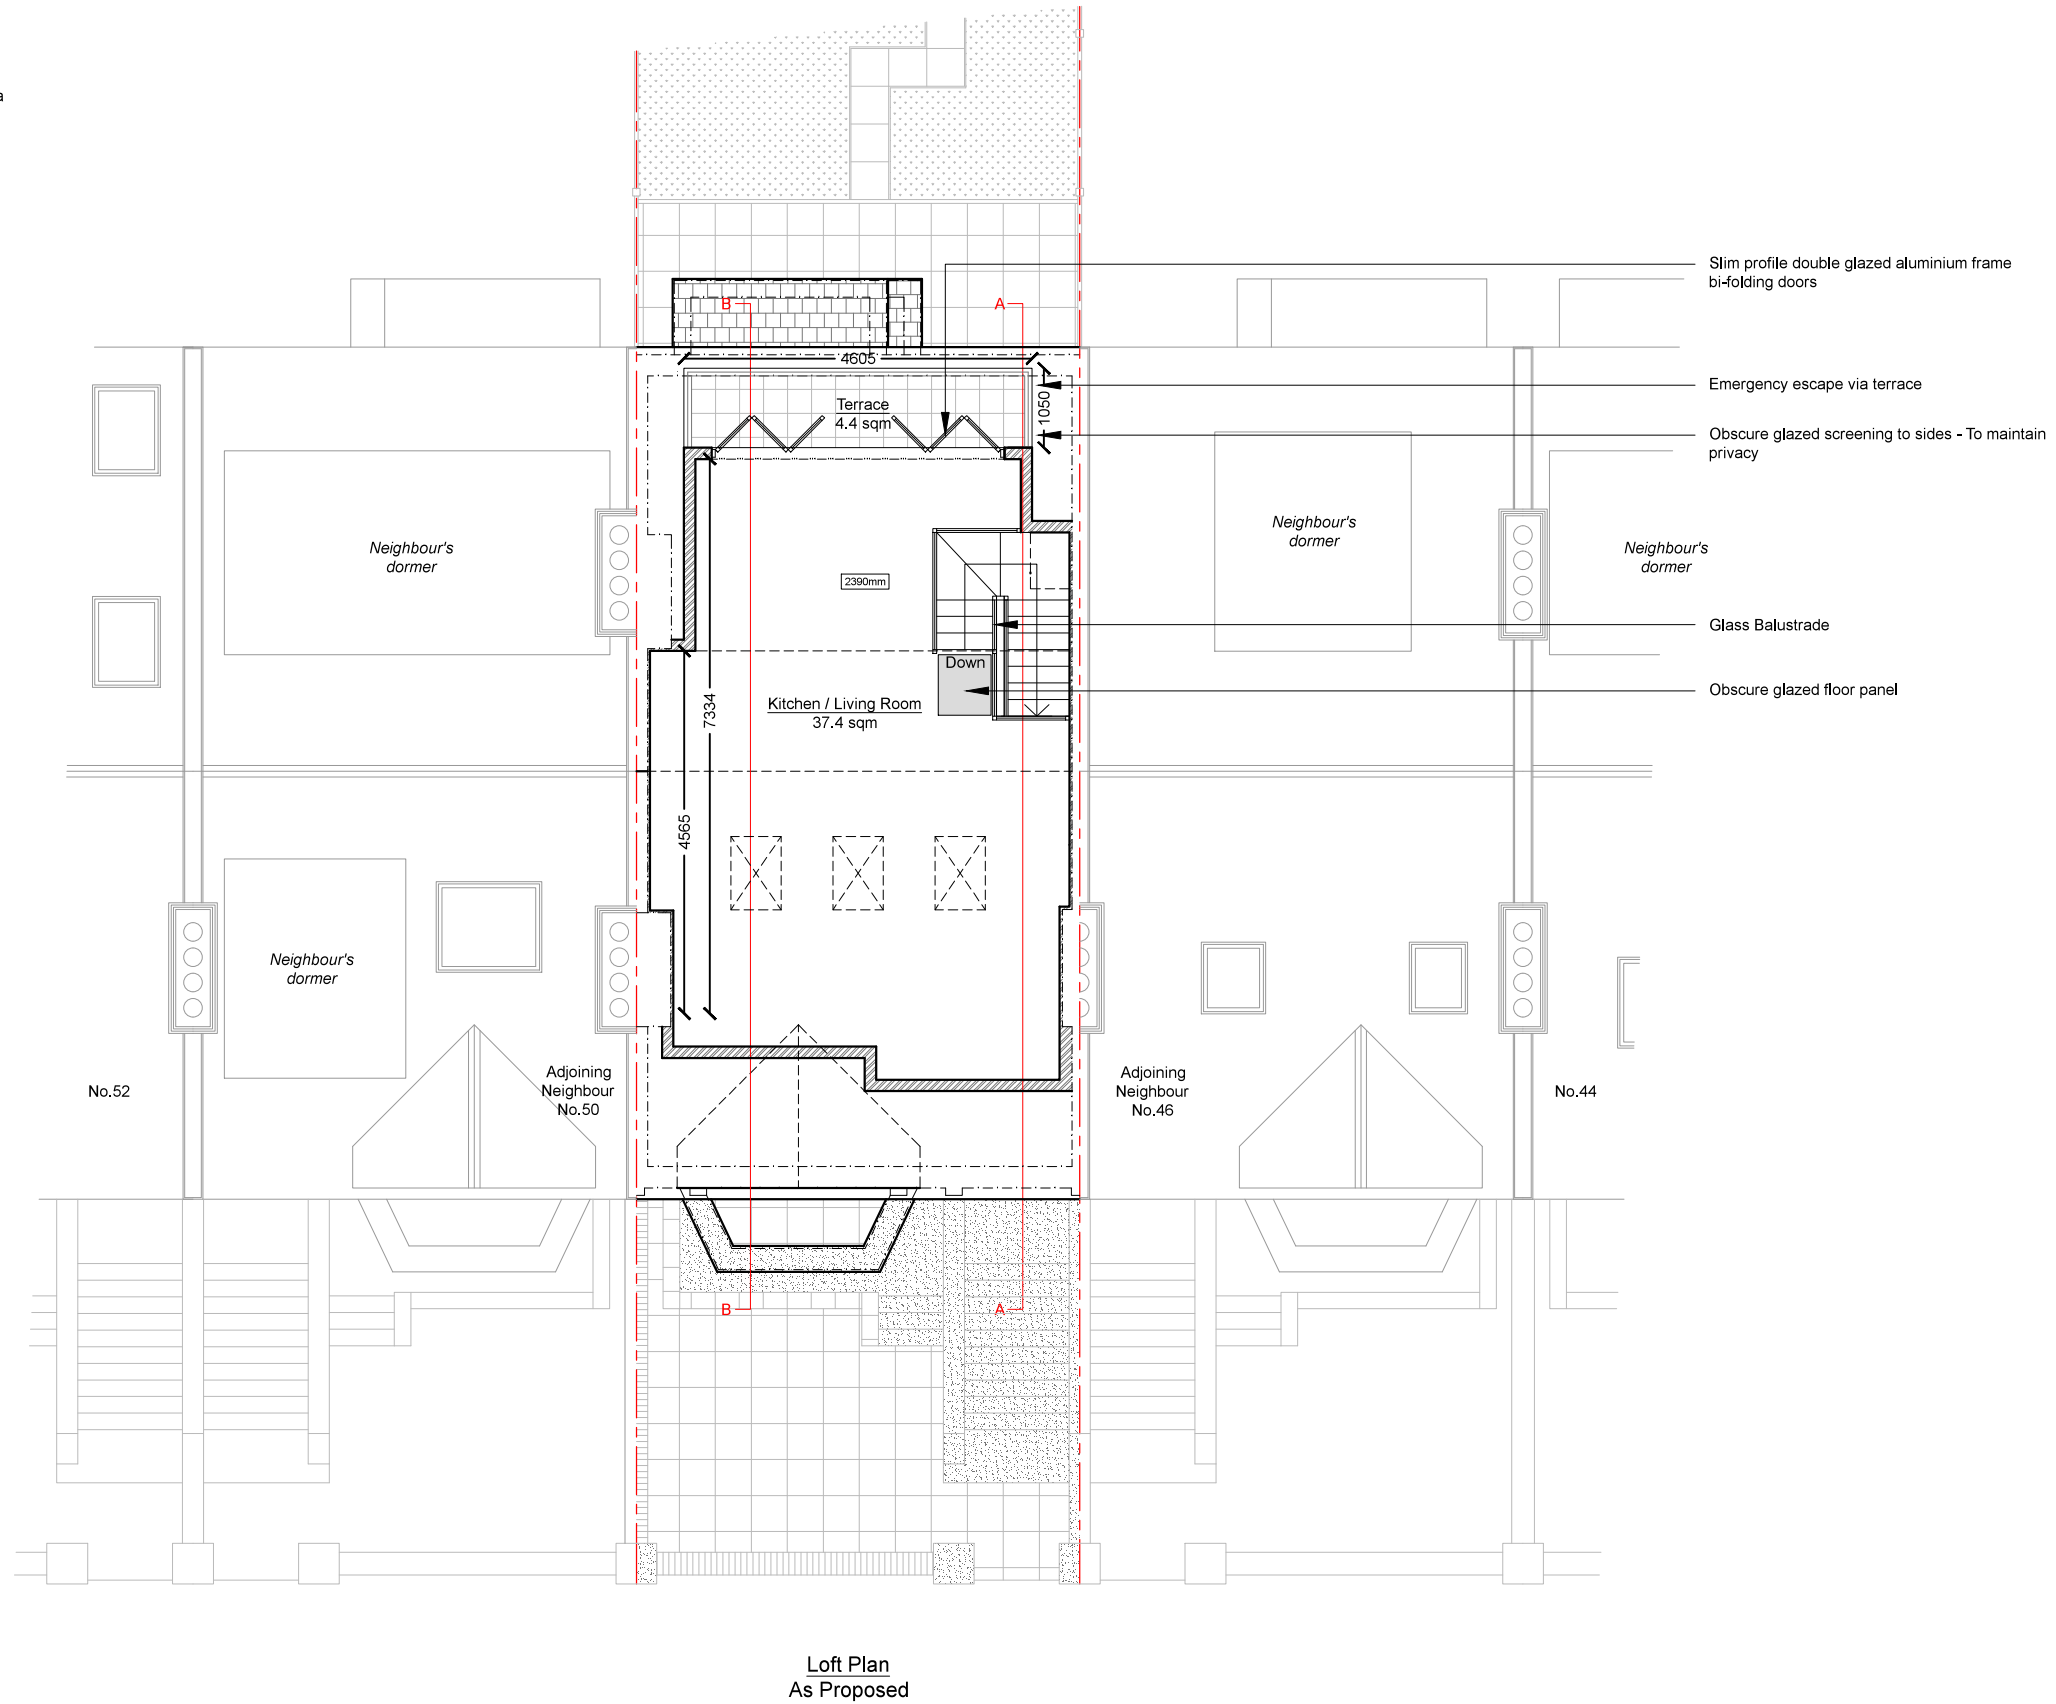 a
Slim profile double glazed aluminium frame
bi-folding doors
B
A
4605
Emergency escape via terrace
1050
Terrace
4.4 sqm
Obscure glazed screening to sides - To maintain
privacy
Neighbour's
dormer
Neighbour's
dormer
Neighbour's
dormer
2390mm
Glass Balustrade
Down
Obscure glazed floor panel
Kitchen / Living Room
37.4 sqm
7334
4565
Neighbour's
dormer
No.52
Adjoining
Neighbour
No.50
Adjoining
Neighbour
No.46
No.44
B
A
Loft Plan
As Proposed